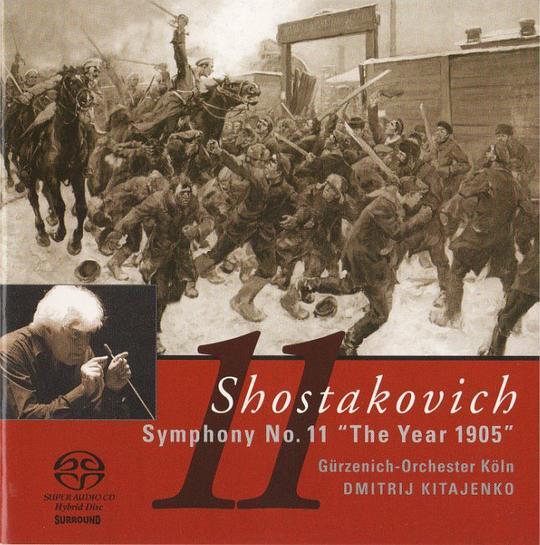 11
Shostakovich
Symphony No. 11 "The Year 1905"
Gürzenich-Orchester Köln
DMITRIJ KITAJENKO
SUPER AUDIO CD
Hybrid Disc
SURROUND